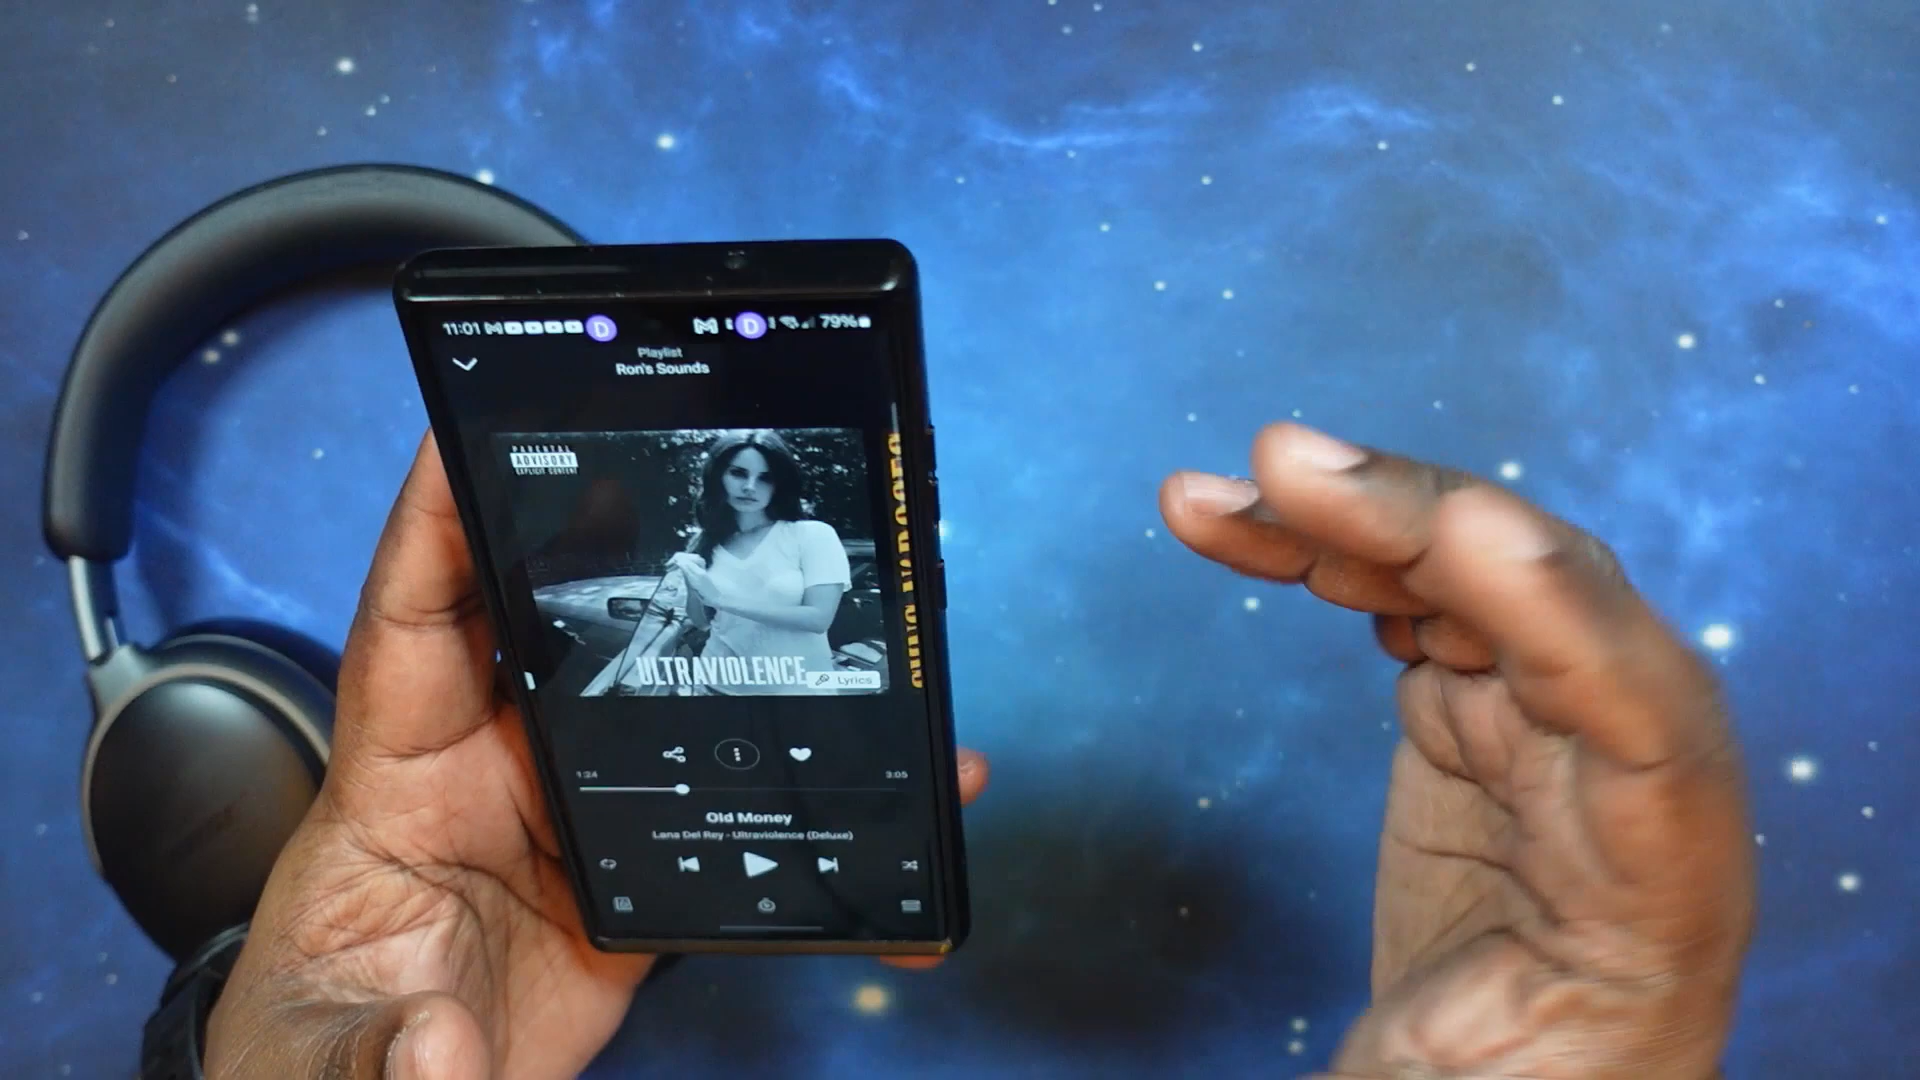 11:01
D
D
79%
Playlist
Ron's Sounds
PARENTAL
ADVISORY
EXPLICIT CONTENT
ULTRAVIOLENCE
Lyrics
1:24
3:05
Old Money
Lana Del Rey - Ultraviolence (Deluxe)